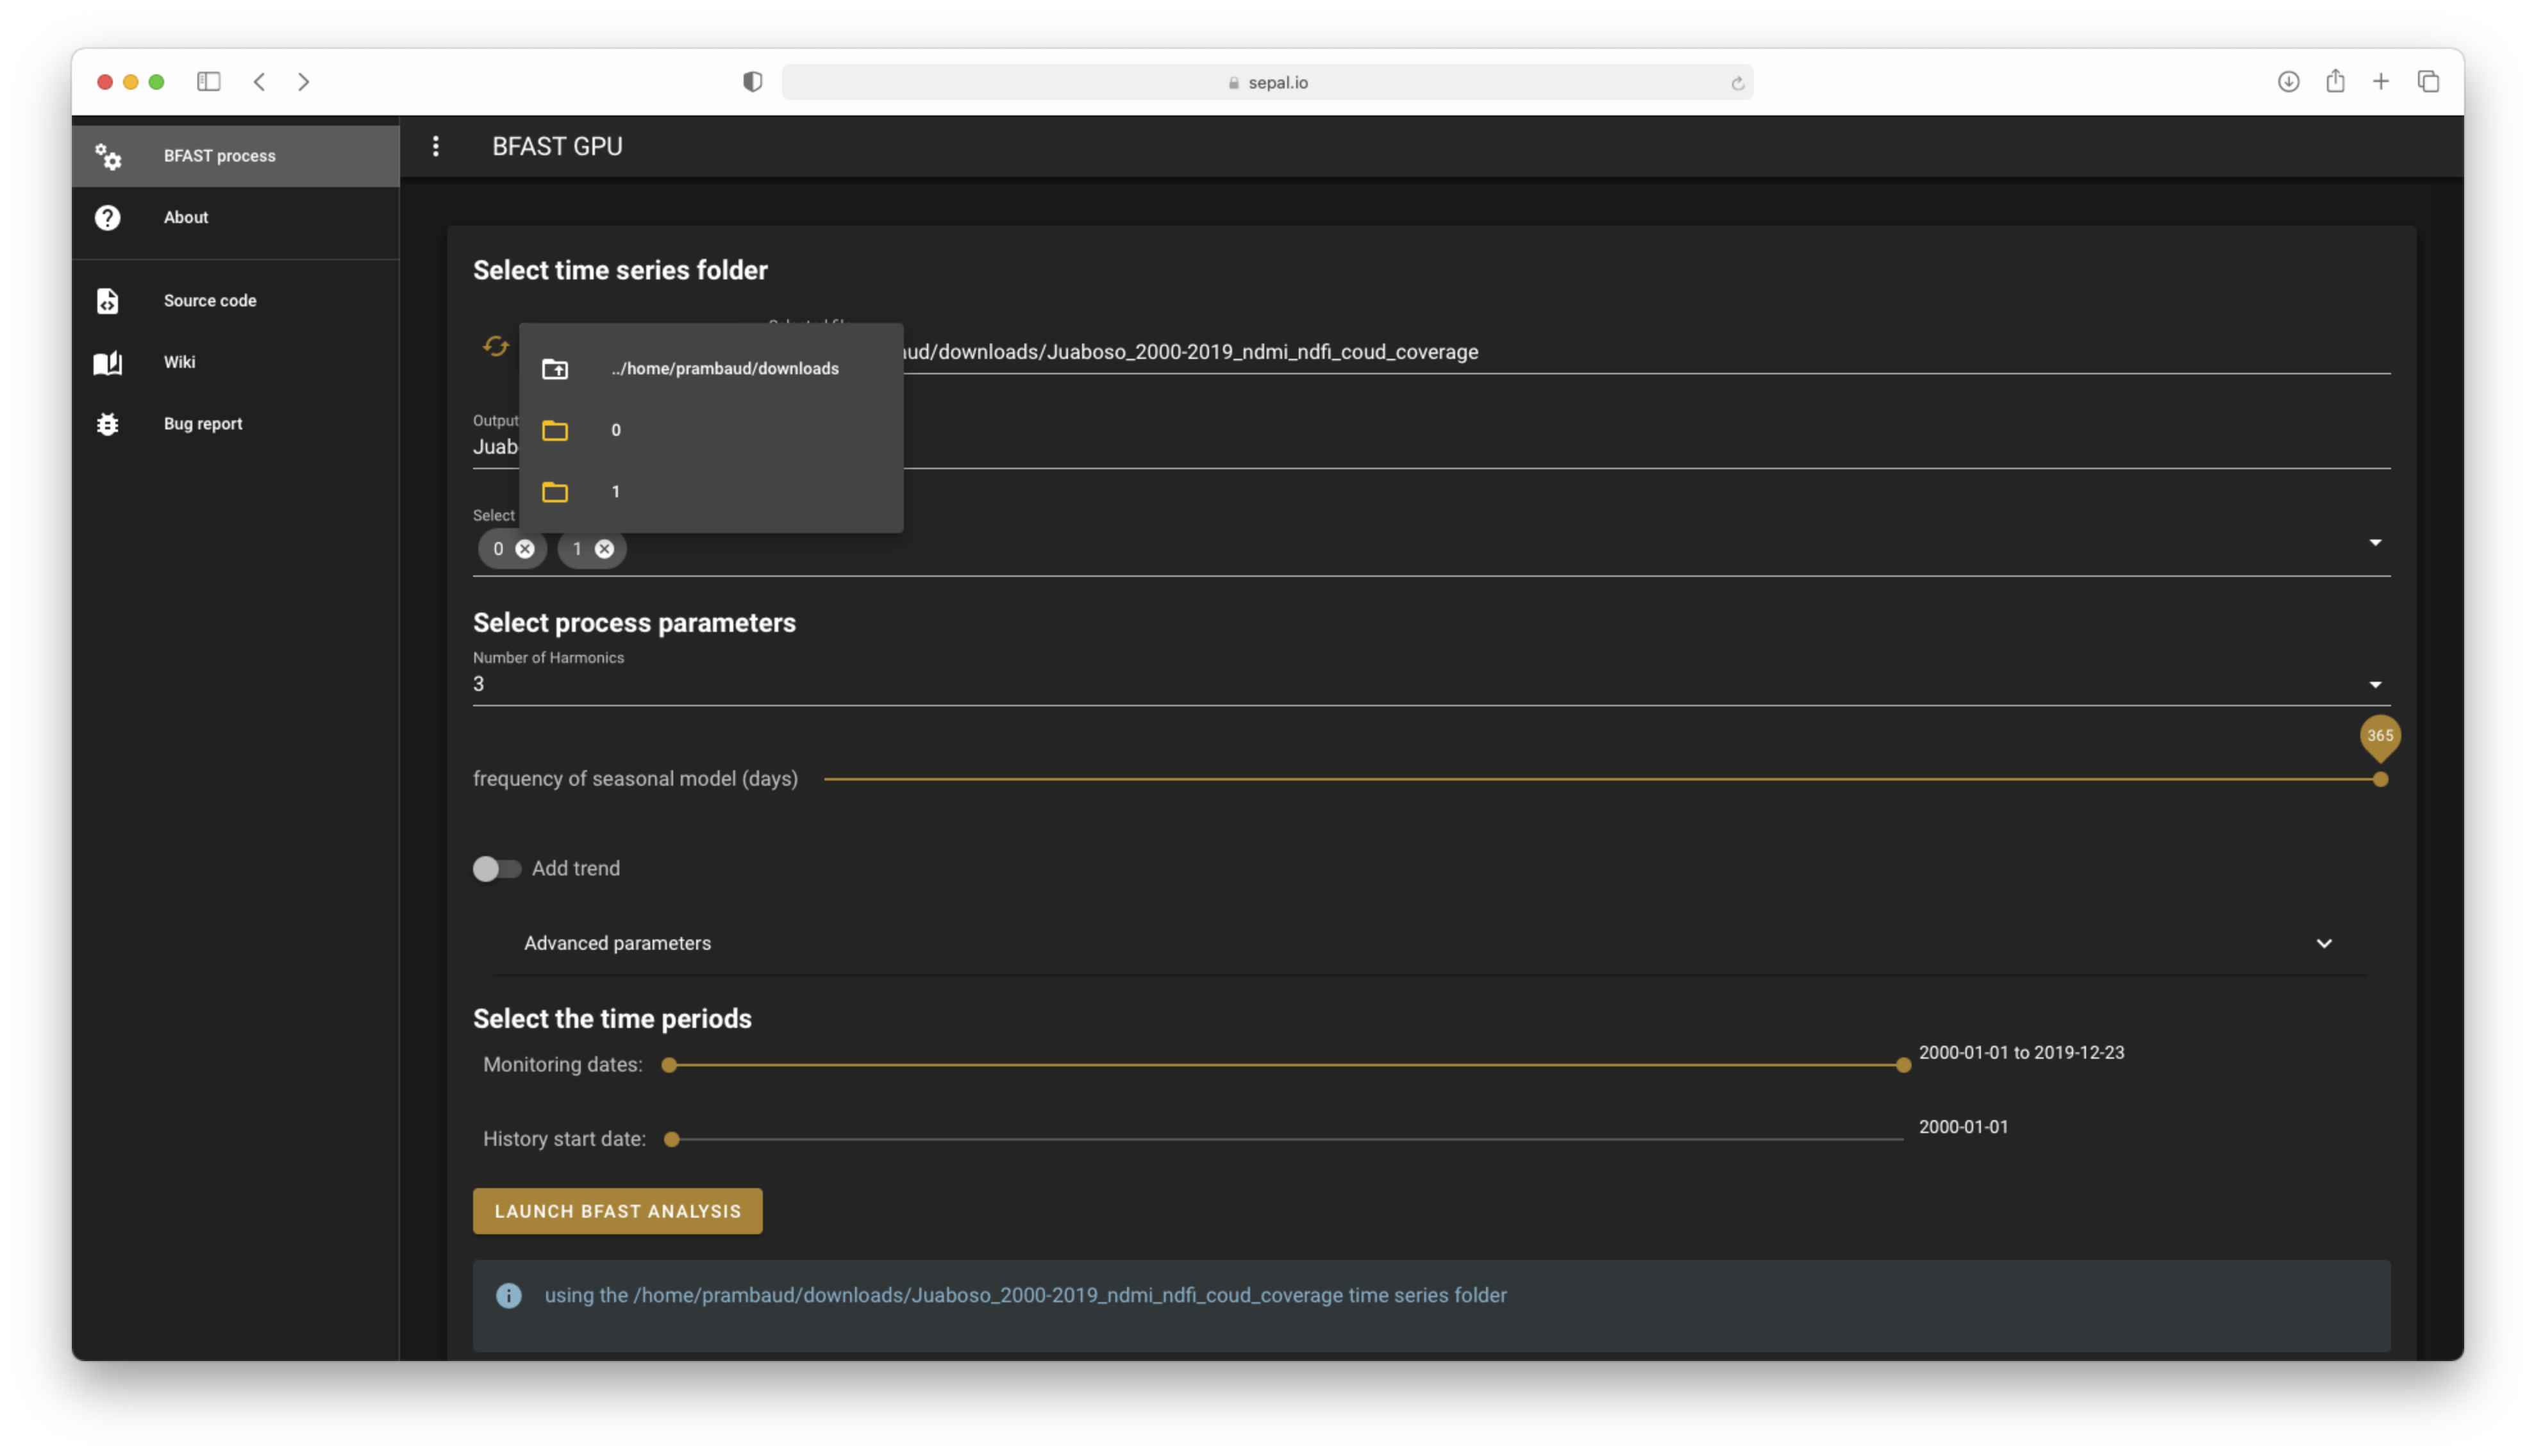 sepal.io
BFAST process
About
Source code
Wiki
Bug report
BFAST GPU
Select time series folder
ud/downloads/Juaboso_2000-2019_ndmi_ndfi_coud_coverage
../home/prambaud/downloads
0
1
Output
Juab
Select
0
1
Select process parameters
Number of Harmonics
3
365
frequency of seasonal model (days)
Add trend
Advanced parameters
Select the time periods
Monitoring dates:
2000-01-01 to 2019-12-23
History start date:
2000-01-01
LAUNCH BFAST ANALYSIS
using the /home/prambaud/downloads/Juaboso_2000-2019_ndmi_ndfi_coud_coverage time series folder